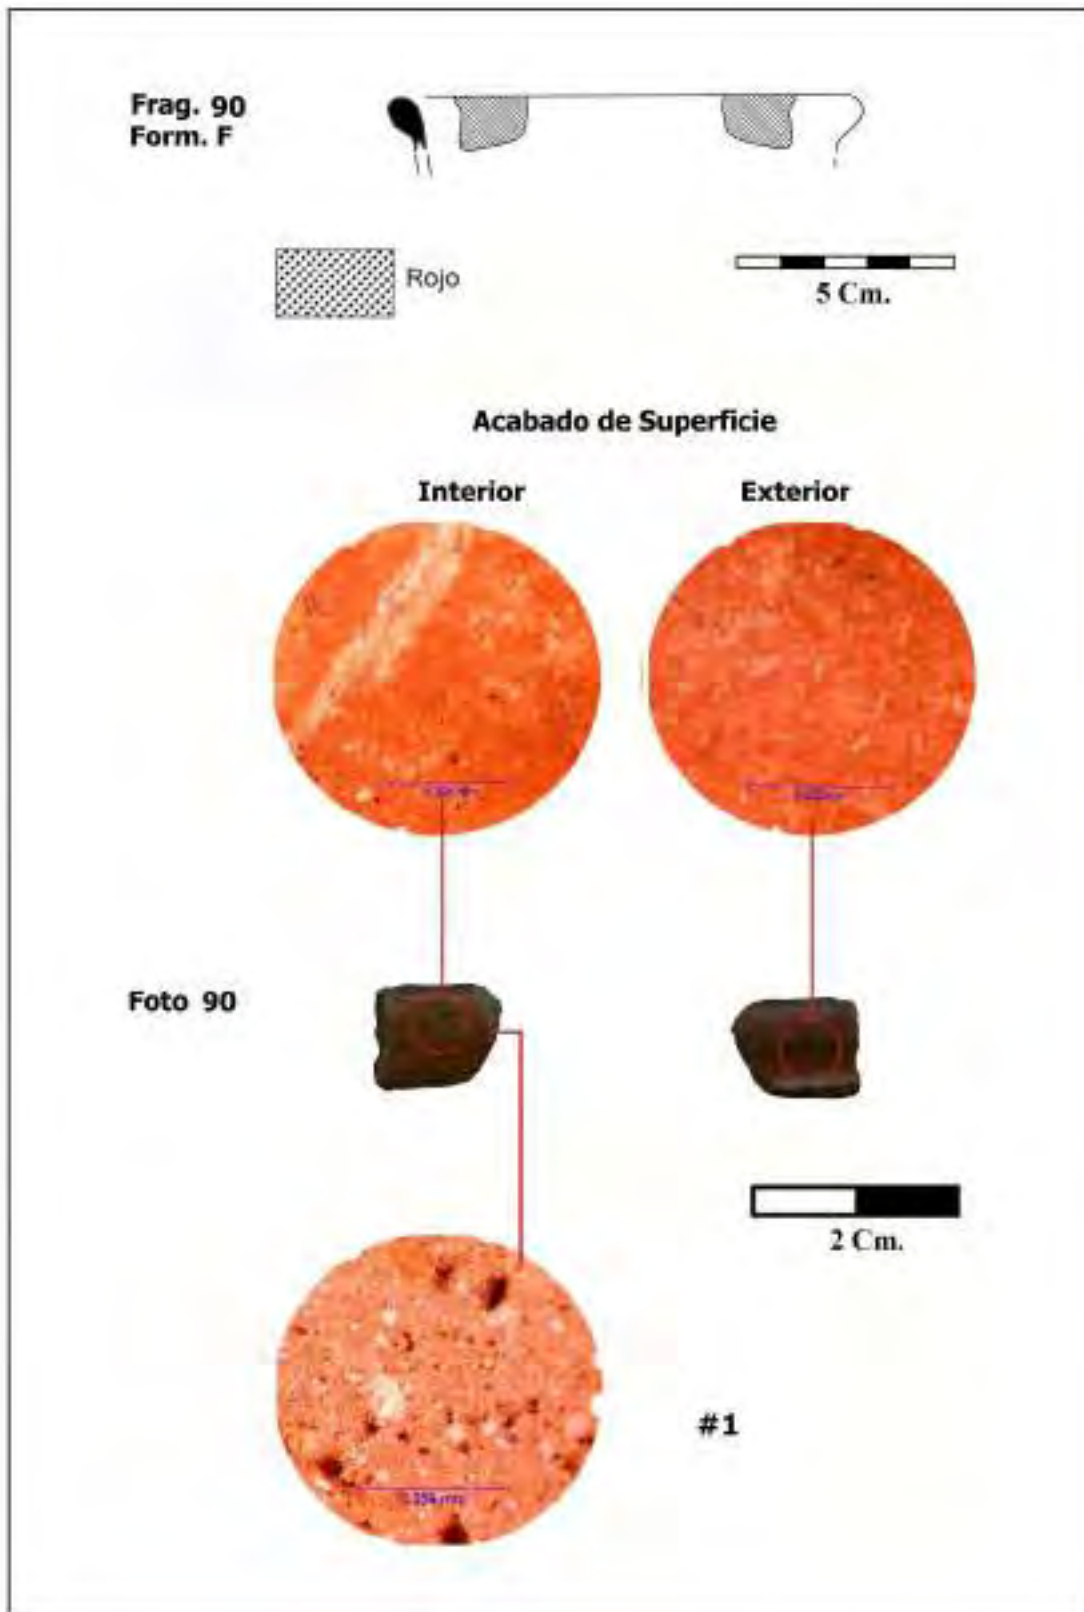 Frag. 90
Form. F
Rojo
5 Cm.
Acabado de Superficie
Interior
Exterior
Foto 90
2 Cm.
#1